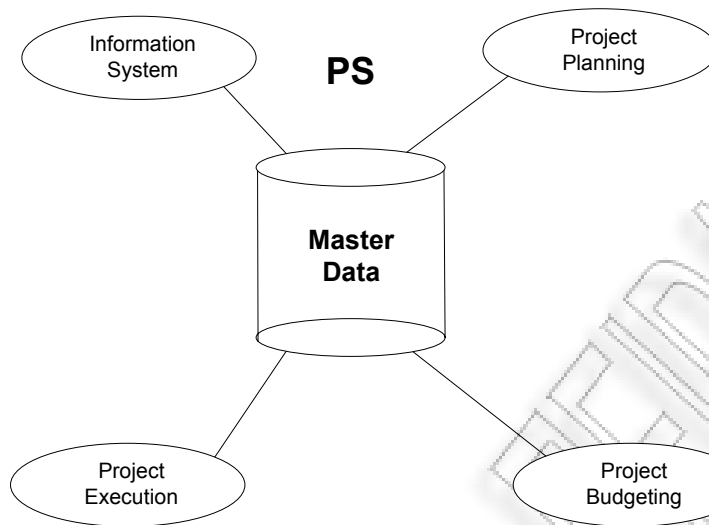 Information
System
PS
Project
Planning
Master
Data
Project
Execution
Project
Budgeting